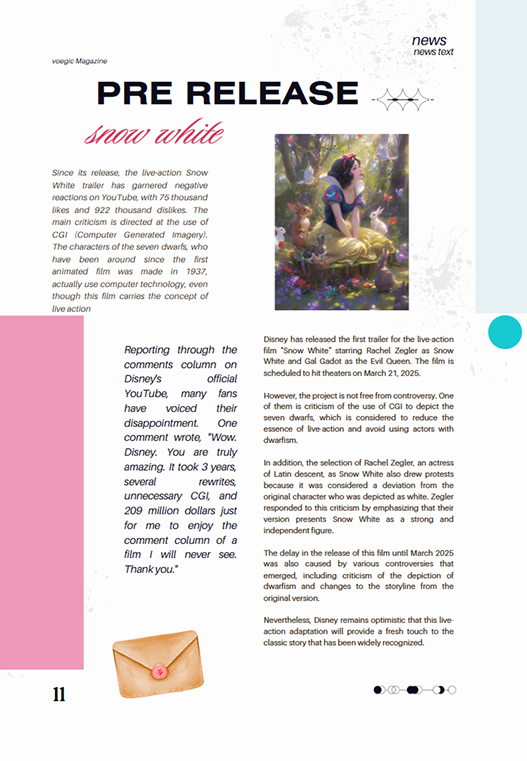 news
news text
voegic Magazine
PRE RELEASE
snow white
Since its release, the live-action Snow
White trailer has garnered negative
reactions on YouTube, with 75 thousand
likes and 922 thousand dislikes. The
main criticism is directed at the use of
CGI (Computer Generated Imagery).
The characters of the seven dwarfs, who
have been around since the first
animated film was made in 1937,
actually use computer technology, even
though this film carries the concept of
live action
Reporting through the
comments column on
Disney's official
YouTube, many fans
have voiced their
disappointment. One
comment wrote, "Wow.
Disney. You are truly
amazing. It took 3 years,
several rewrites,
unnecessary CGI, and
209 million dollars just
for me to enjoy the
comment column of a
film I will never see.
Thank you."
Disney has released the first trailer for the live-action
film "Snow White" starring Rachel Zegler as Snow
White and Gal Gadot as the Evil Queen. The film is
scheduled to hit theaters on March 21, 2025.
However, the project is not free from controversy. One
of them is criticism of the use of CGI to depict the
seven dwarfs, which is considered to reduce the
essence of live-action and avoid using actors with
dwarfism.
In addition, the selection of Rachel Zegler, an actress
of Latin descent, as Snow White also drew protests
because it was considered a deviation from the
original character who was depicted as white. Zegler
responded to this criticism by emphasizing that their
version presents Snow White as a strong and
independent figure.
The delay in the release of this film until March 2025
was also caused by various controversies that
emerged, including criticism of the depiction of
dwarfism and changes to the storyline from the
original version.
Nevertheless, Disney remains optimistic that this live-
action adaptation will provide a fresh touch to the
classic story that has been widely recognized.
11